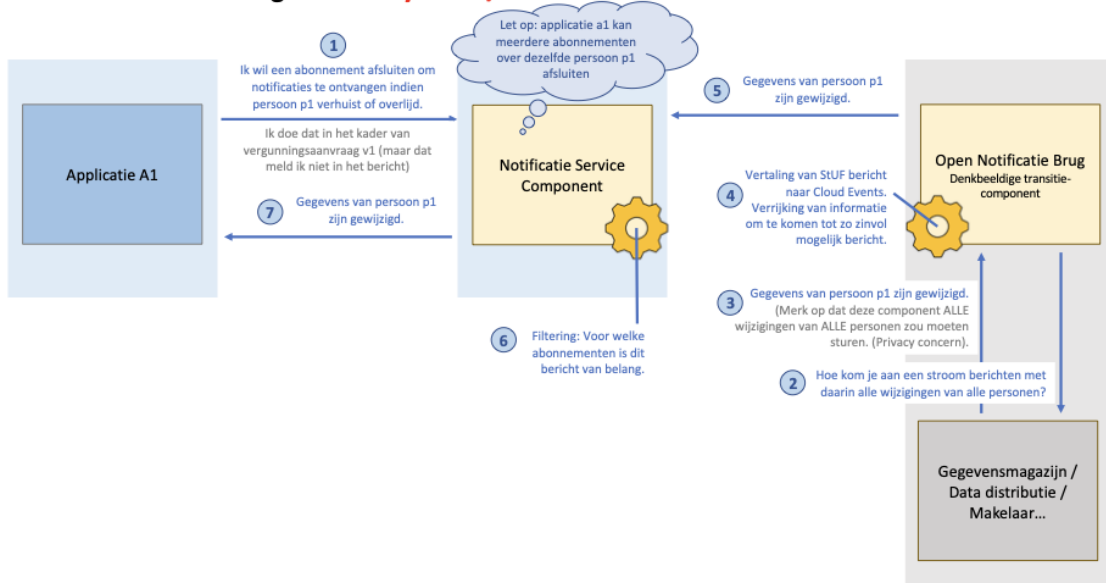 Let op: applicatie a1 kan
meerdere abonnementen
over dezelfde persoon p1
afsluiten
1
Ik wil een abonnement afsluiten om
notificaties te ontvangen indien
persoon p1 verhuist of overlijd.
Ik doe dat in het kader van
vergunningsaanvraag v1 (maar dat
meld ik niet in het bericht)
Applicatie A1
7
Gegevens van persoon p1
zijn gewijzigd.
Notificatie Service
Component
5
Gegevens van persoon p1
zijn gewijzigd.
Open Notificatie Brug
Denkbeeldige transitie-
component
4
Vertaling van StUF bericht
naar Cloud Events.
Verrijking van informatie
om te komen tot zo zinvol
mogelijk bericht.
3
Gegevens van persoon p1 zijn gewijzigd.
(Merk op dat deze component ALLE
wijzigingen van ALLE personen zou moeten
sturen. (Privacy concern).
6
Filtering: Voor welke
abonnementen is dit
bericht van belang.
2
Hoe kom je aan een stroom berichten met
daarin alle wijzigingen van alle personen?
Gegevensmagazijn /
Data distributie /
Makelaar...